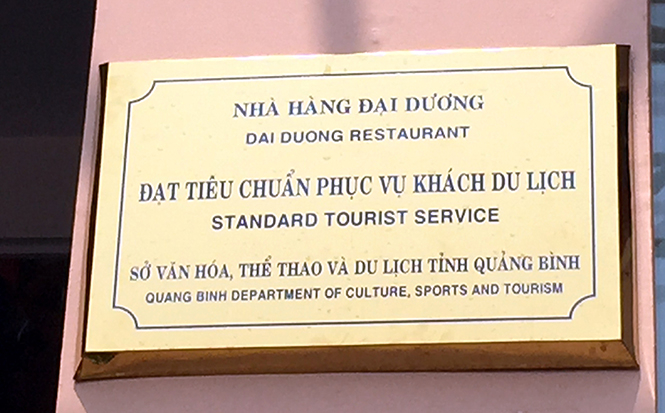 NHÀ HÀNG ĐẠI DƯƠNG
DAI DUONG RESTAURANT
ĐẠT TIÊU CHUẨN PHỤC VỤ KHÁCH DU LỊCH
STANDARD TOURIST SERVICE
SỞ VĂN HÓA, THỂ THAO VÀ DU LỊCH TỈNH QUẢNG BÌNH
QUANG BINH DEPARTMENT OF CULTURE, SPORTS AND TOURISM